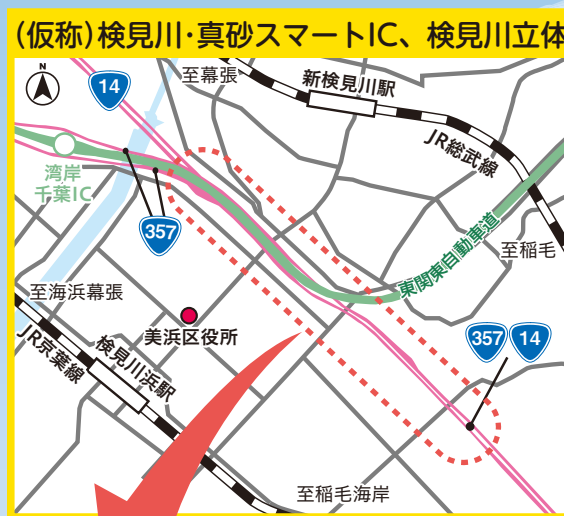 (仮称)検見川・真砂スマートIC、検見川立体
N
14
至幕張
新検見川駅
JR総武線
湾岸
千葉IC
357
東関東自動車道
至稲毛
至海浜幕張
美浜区役所
357
14
JR京葉線
検見川浜駅
至稲毛海岸